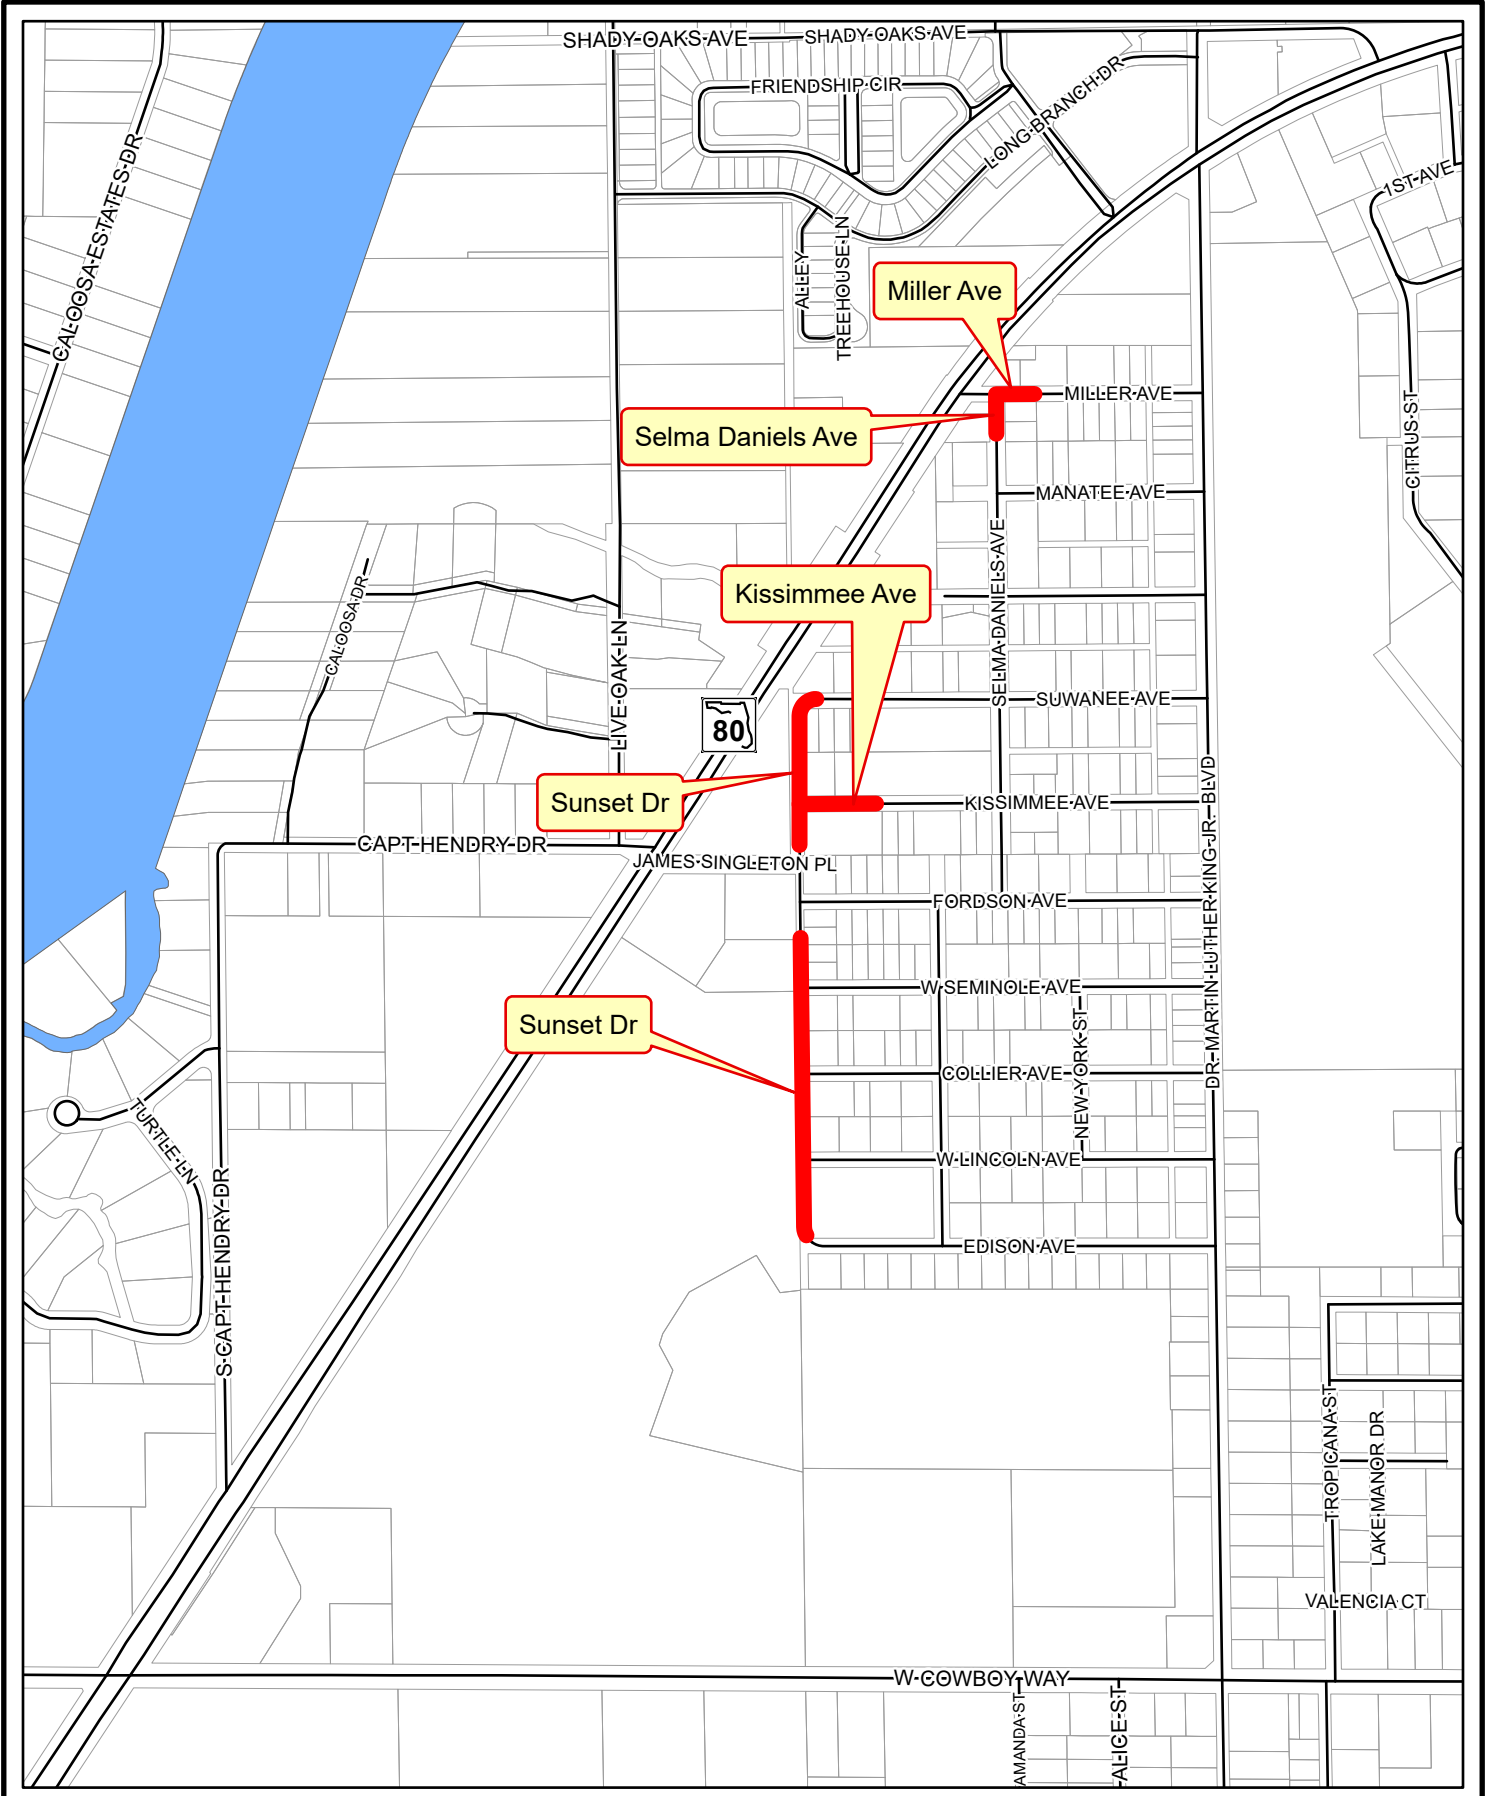 SHADY OAKS AVE
SHADY OAKS AVE
FRIENDSHIP CIR
LONG BRANCH DR
1ST AVE
CALOOSA ESTATES DR
ALLEY
TREEHOUSE LN
Miller Ave
MILLER AVE
Selma Daniels Ave
CITRUS ST
MANATEE AVE
SELMA DANIELS AVE
Kissimmee Ave
CALOOSA DR
LIVE OAK LN
SUWANEE AVE
80
Sunset Dr
KISSIMMEE AVE
DR. MARTIN LUTHER KING JR. BLVD
CAPT HENDRY DR
JAMES SINGLETON PL
FORDSON AVE
W SEMINOLE AVE
Sunset Dr
NEW YORK ST
COLLIER AVE
TURTLE LN
W LINCOLN AVE
S CAPT HENDRY DR
EDISON AVE
TROPICANA ST
LAKE MANOR DR
VALENCIA CT
W COWBOY WAY
AMANDA ST
ALICE ST